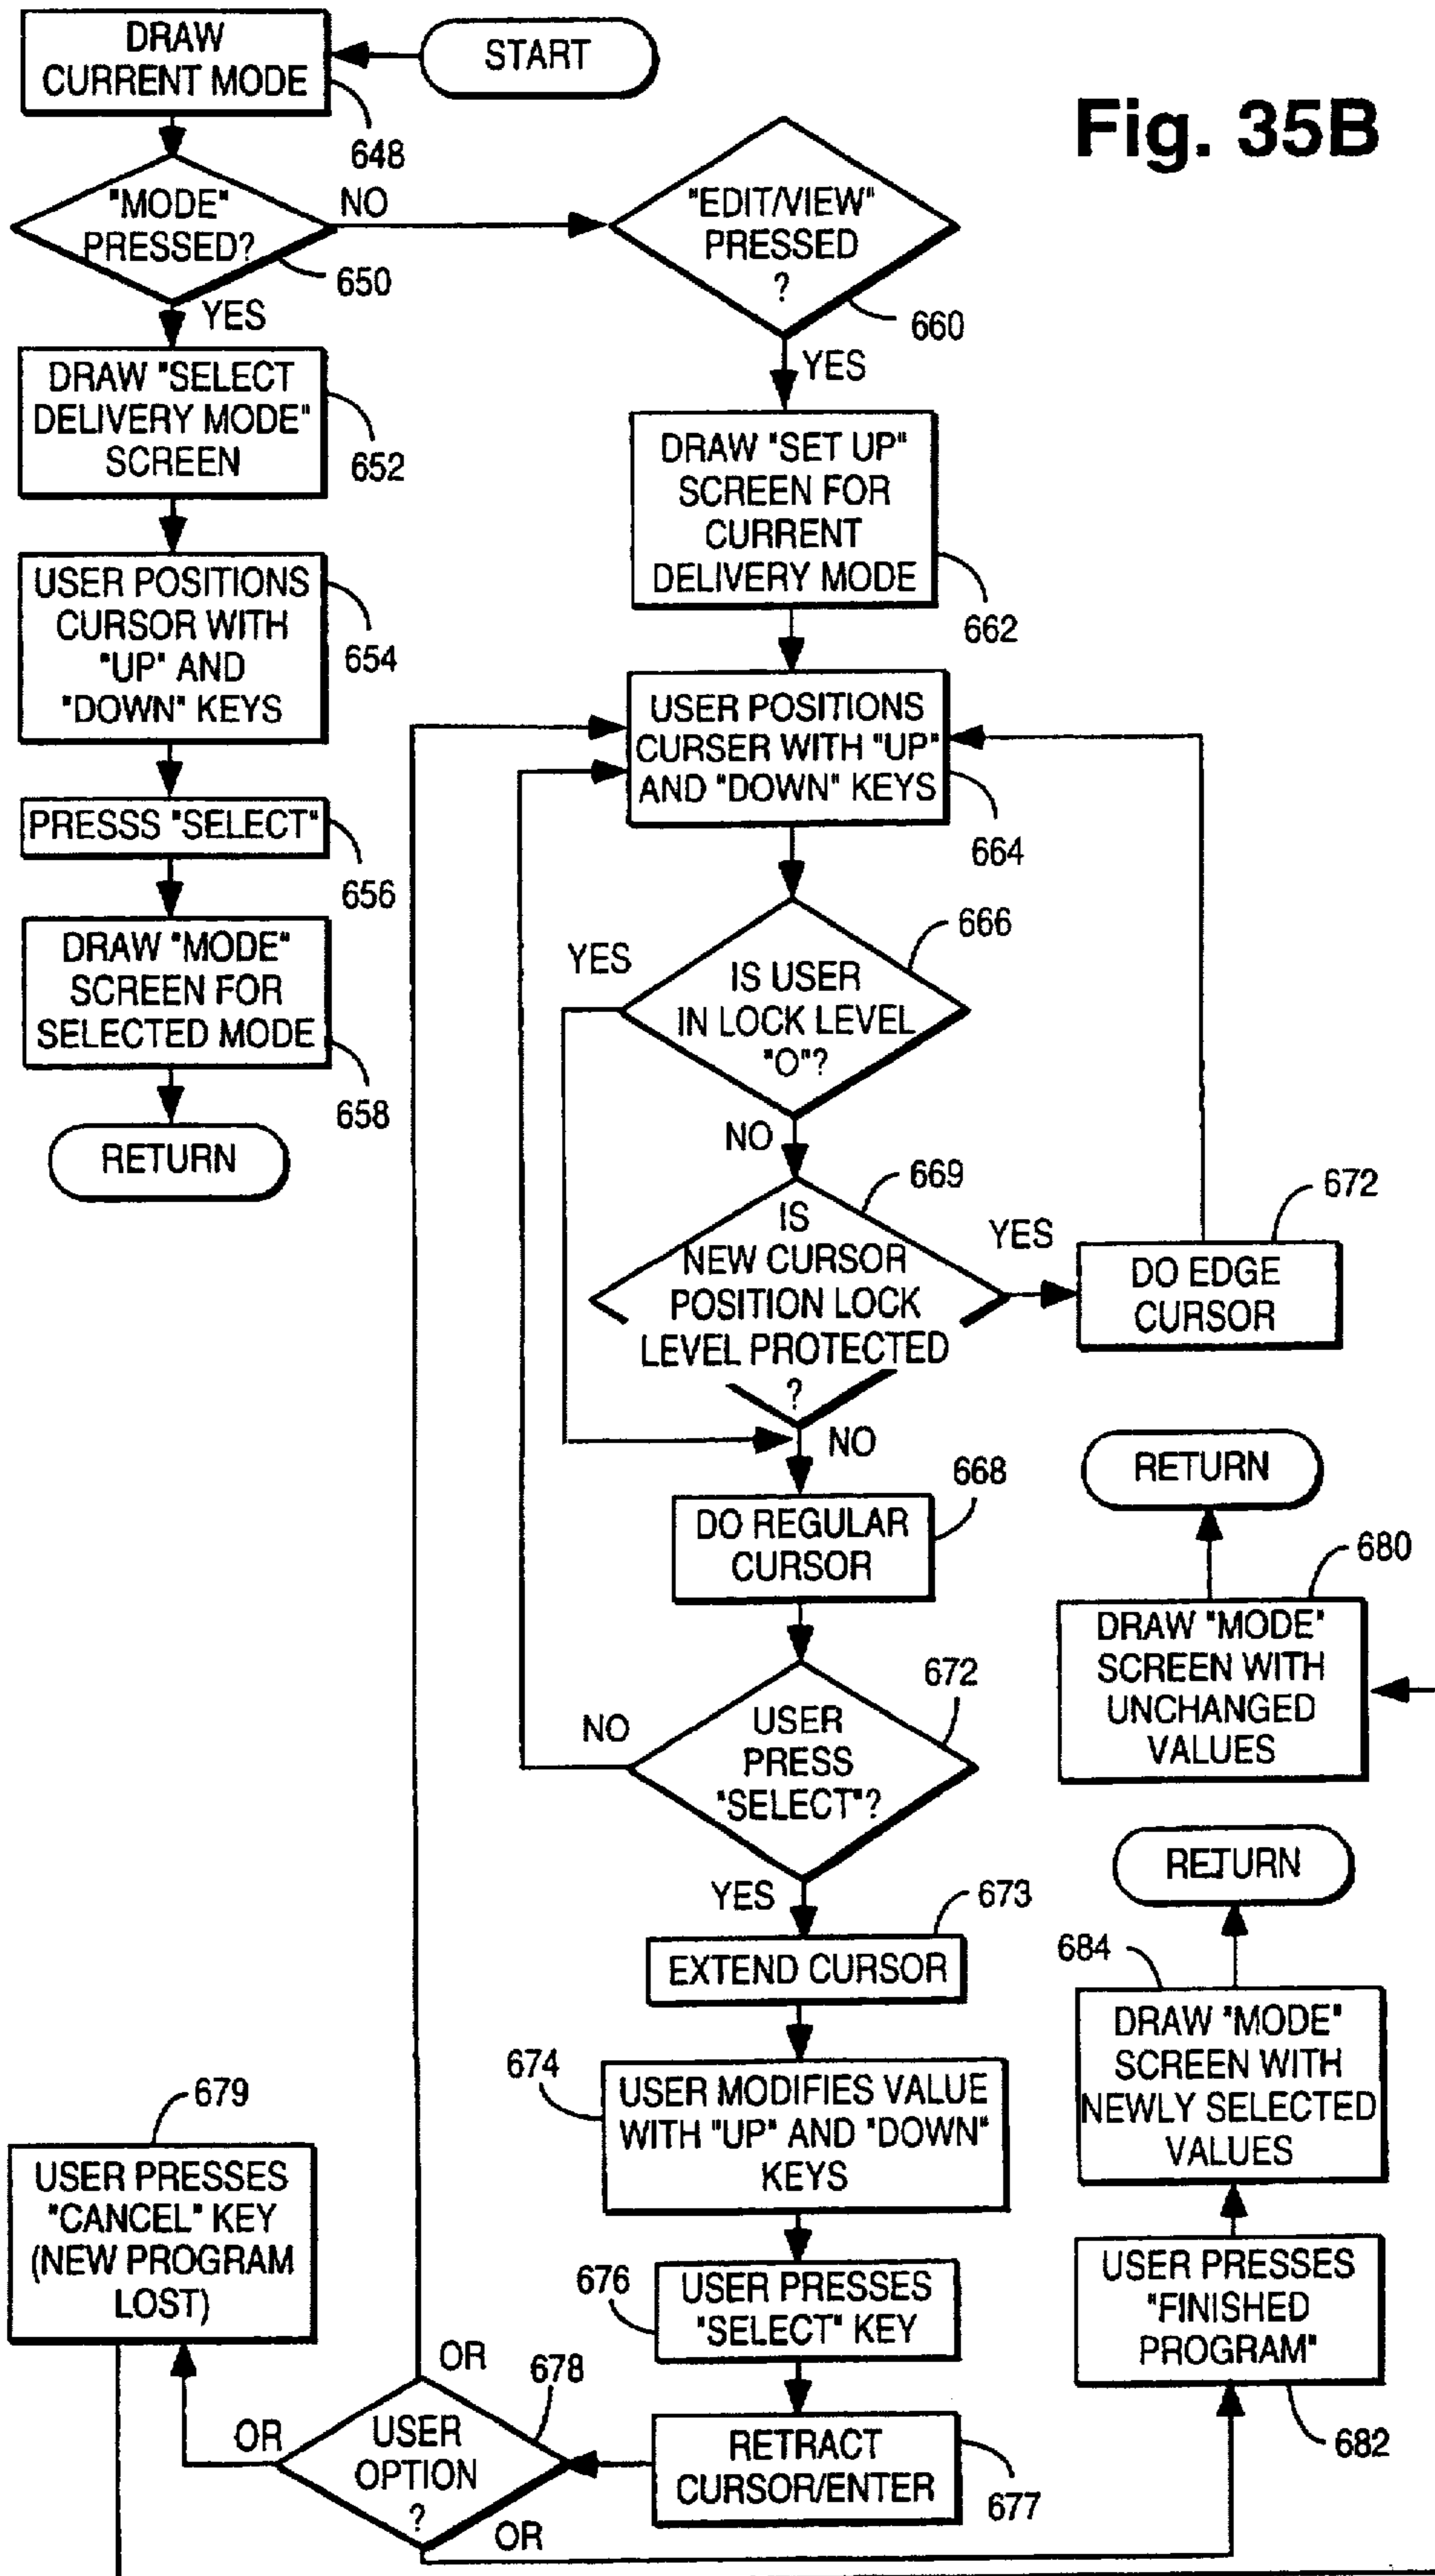 DRAW
CURRENT MODE
648
START
Fig. 35B
"MODE"
PRESSED?
650
NO
YES
"EDIT/VIEW"
PRESSED
?
660
YES
DRAW "SELECT
DELIVERY MODE"
SCREEN
652
USER POSITIONS
CURSOR WITH
"UP" AND
"DOWN" KEYS
654
PRESSS "SELECT"
656
DRAW "MODE"
SCREEN FOR
SELECTED MODE
658
RETURN
DRAW "SET UP"
SCREEN FOR
CURRENT
DELIVERY MODE
662
USER POSITIONS
CURSER WITH "UP"
AND "DOWN" KEYS
664
IS USER
IN LOCK LEVEL
"O"?
666
YES
NO
IS
NEW CURSOR
POSITION LOCK
LEVEL PROTECTED
?
669
YES
NO
DO EDGE
CURSOR
672
DO REGULAR
CURSOR
668
USER
PRESS
"SELECT"?
672
NO
YES
EXTEND CURSOR
673
USER MODIFIES VALUE
WITH "UP" AND "DOWN"
KEYS
674
USER PRESSES
"SELECT" KEY
676
RETRACT
CURSOR/ENTER
677
USER
OPTION
?
678
OR
OR
OR
USER PRESSES
"CANCEL" KEY
(NEW PROGRAM
LOST)
679
RETURN
DRAW "MODE"
SCREEN WITH
UNCHANGED
VALUES
680
RETURN
DRAW "MODE"
SCREEN WITH
NEWLY SELECTED
VALUES
684
USER PRESSES
"FINISHED
PROGRAM"
682